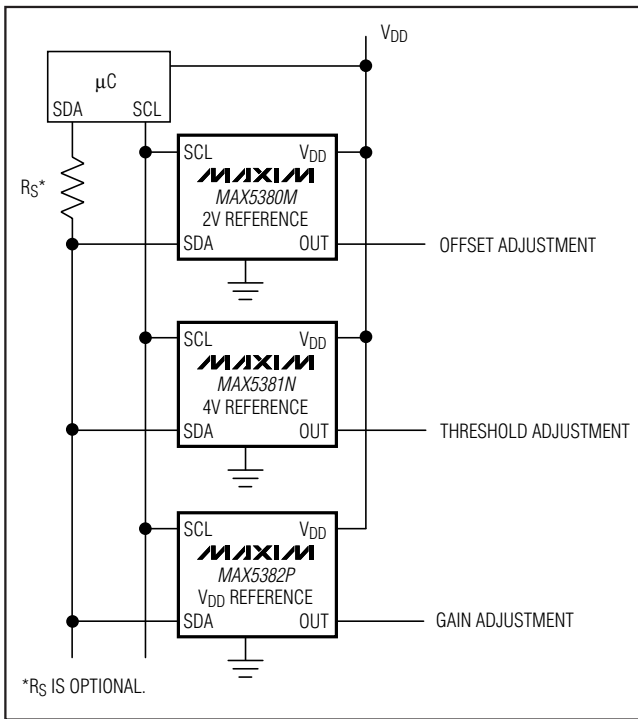 V_DD
μC
SDA SCL
R_S*
SCL V_DD
MAXIM
MAX5380M
2V REFERENCE
SDA OUT
OFFSET ADJUSTMENT
SCL V_DD
MAXIM
MAX5381N
4V REFERENCE
SDA OUT
THRESHOLD ADJUSTMENT
SCL V_DD
MAXIM
MAX5382P
V_DD REFERENCE
SDA OUT
GAIN ADJUSTMENT
*R_S IS OPTIONAL.